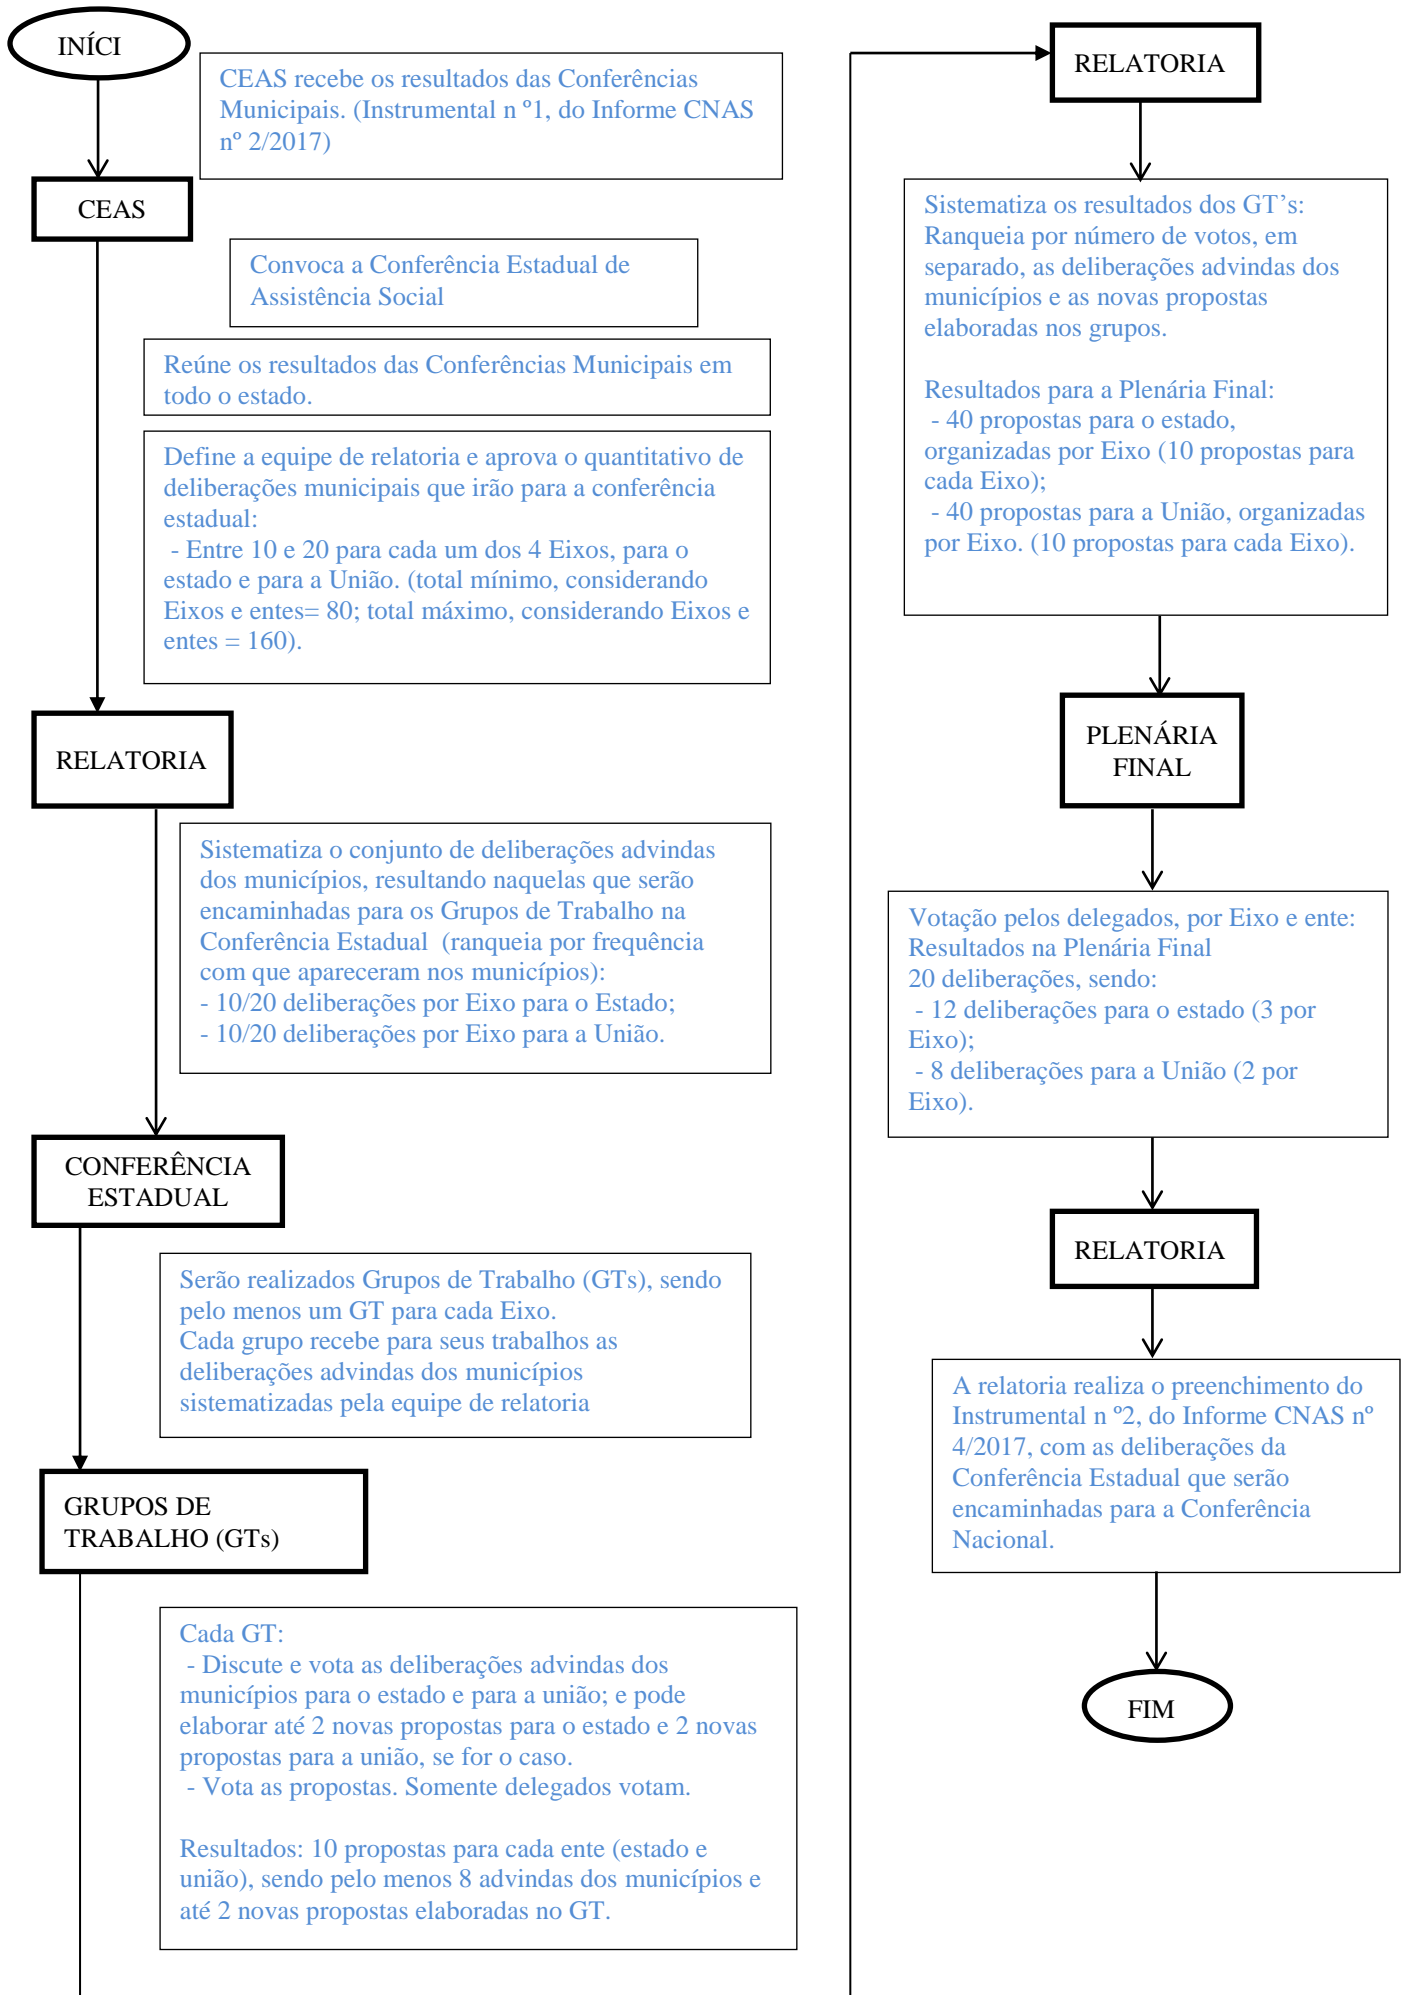 INÍCI
CEAS recebe os resultados das Conferências
Municipais. (Instrumental n º1, do Informe CNAS
nº 2/2017)
CEAS
Convoca a Conferência Estadual de
Assistência Social
Reúne os resultados das Conferências Municipais em
todo o estado.
Define a equipe de relatoria e aprova o quantitativo de
deliberações municipais que irão para a conferência
estadual:
- Entre 10 e 20 para cada um dos 4 Eixos, para o
estado e para a União. (total mínimo, considerando
Eixos e entes= 80; total máximo, considerando Eixos e
entes = 160).
RELATORIA
Sistematiza o conjunto de deliberações advindas
dos municípios, resultando naquelas que serão
encaminhadas para os Grupos de Trabalho na
Conferência Estadual (ranqueia por frequência
com que apareceram nos municípios):
- 10/20 deliberações por Eixo para o Estado;
- 10/20 deliberações por Eixo para a União.
CONFERÊNCIA
ESTADUAL
Serão realizados Grupos de Trabalho (GTs), sendo
pelo menos um GT para cada Eixo.
Cada grupo recebe para seus trabalhos as
deliberações advindas dos municípios
sistematizadas pela equipe de relatoria
GRUPOS DE
TRABALHO (GTs)
Cada GT:
- Discute e vota as deliberações advindas dos
municípios para o estado e para a união; e pode
elaborar até 2 novas propostas para o estado e 2 novas
propostas para a união, se for o caso.
- Vota as propostas. Somente delegados votam.
Resultados: 10 propostas para cada ente (estado e
união), sendo pelo menos 8 advindas dos municípios e
até 2 novas propostas elaboradas no GT.
RELATORIA
Sistematiza os resultados dos GT’s:
Ranqueia por número de votos, em
separado, as deliberações advindas dos
municípios e as novas propostas
elaboradas nos grupos.
Resultados para a Plenária Final:
- 40 propostas para o estado,
organizadas por Eixo (10 propostas para
cada Eixo);
- 40 propostas para a União, organizadas
por Eixo. (10 propostas para cada Eixo).
PLENÁRIA
FINAL
Votação pelos delegados, por Eixo e ente:
Resultados na Plenária Final
20 deliberações, sendo:
- 12 deliberações para o estado (3 por
Eixo);
- 8 deliberações para a União (2 por
Eixo).
RELATORIA
A relatoria realiza o preenchimento do
Instrumental n º2, do Informe CNAS nº
4/2017, com as deliberações da
Conferência Estadual que serão
encaminhadas para a Conferência
Nacional.
FIM